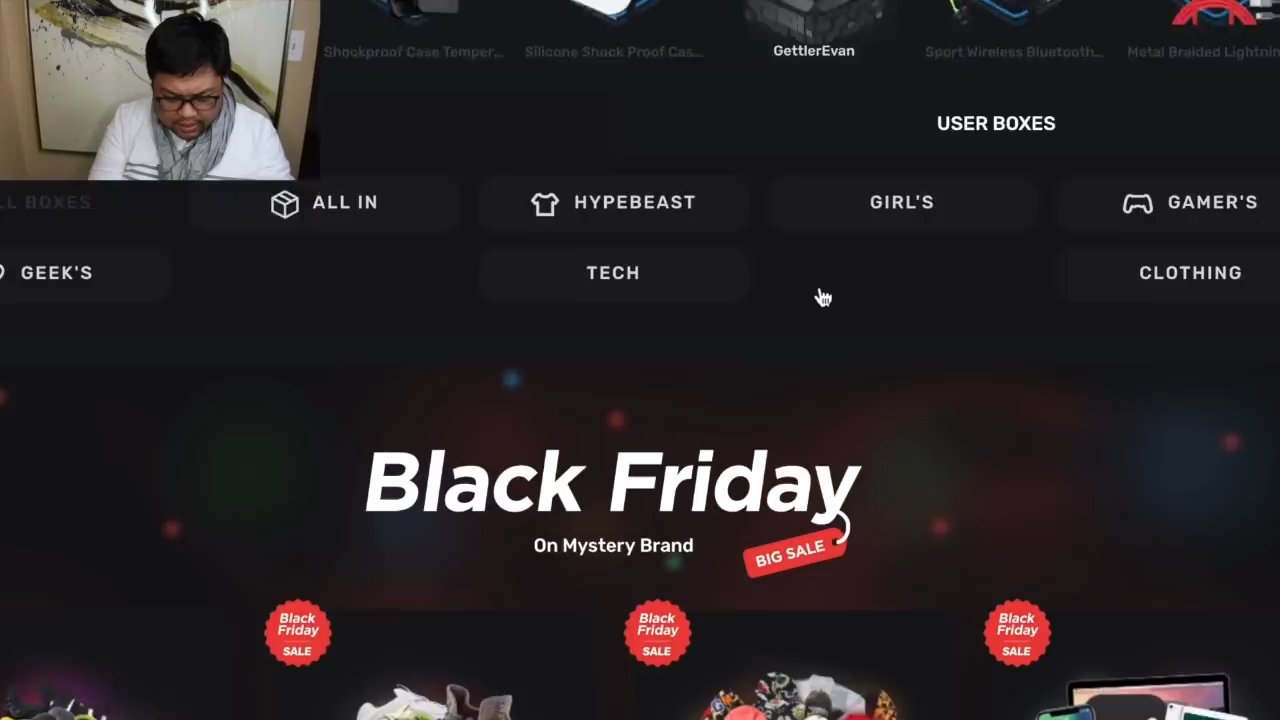 Shockproof Case Temper...
Silicone Shock Proof Cas...
GettlerEvan
Sport Wireless Bluetooth...
Metal Braided Lightnin
USER BOXES
LL BOXES
ALL IN
HYPEBEAST
GIRL'S
GAMER'S
GEEK'S
TECH
CLOTHING
Black Friday
On Mystery Brand
BIG SALE
Black
Friday
SALE
Black
Friday
SALE
Black
Friday
SALE